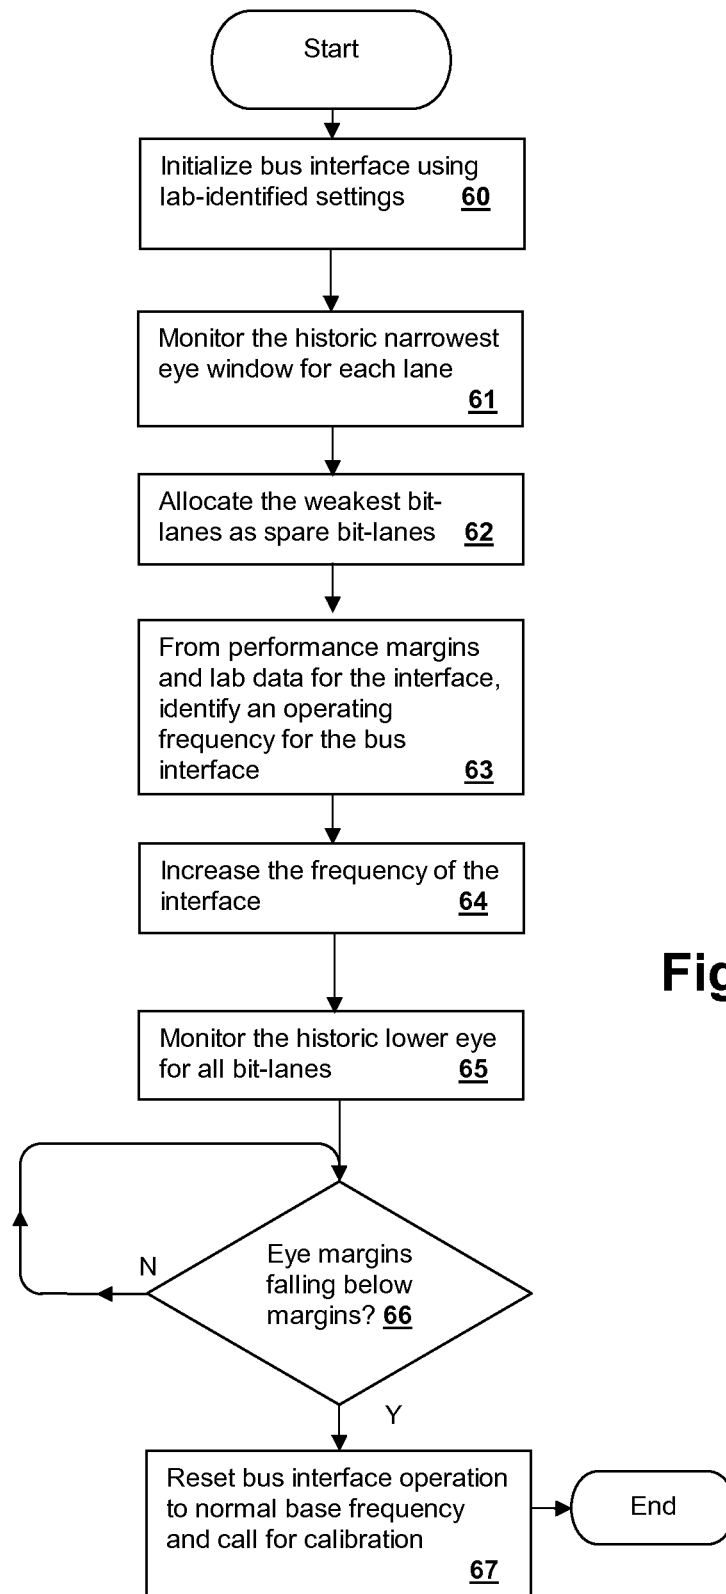 Start
Initialize bus interface using
lab-identified settings 60
Monitor the historic narrowest
eye window for each lane
61
Allocate the weakest bit-
lanes as spare bit-lanes 62
From performance margins
and lab data for the interface,
identify an operating
frequency for the bus
interface 63
Increase the frequency of the
interface 64
Fig
Monitor the historic lower eye
for all bit-lanes 65
N
Eye margins
falling below
margins? 66
Y
Reset bus interface operation
to normal base frequency
and call for calibration
67
End